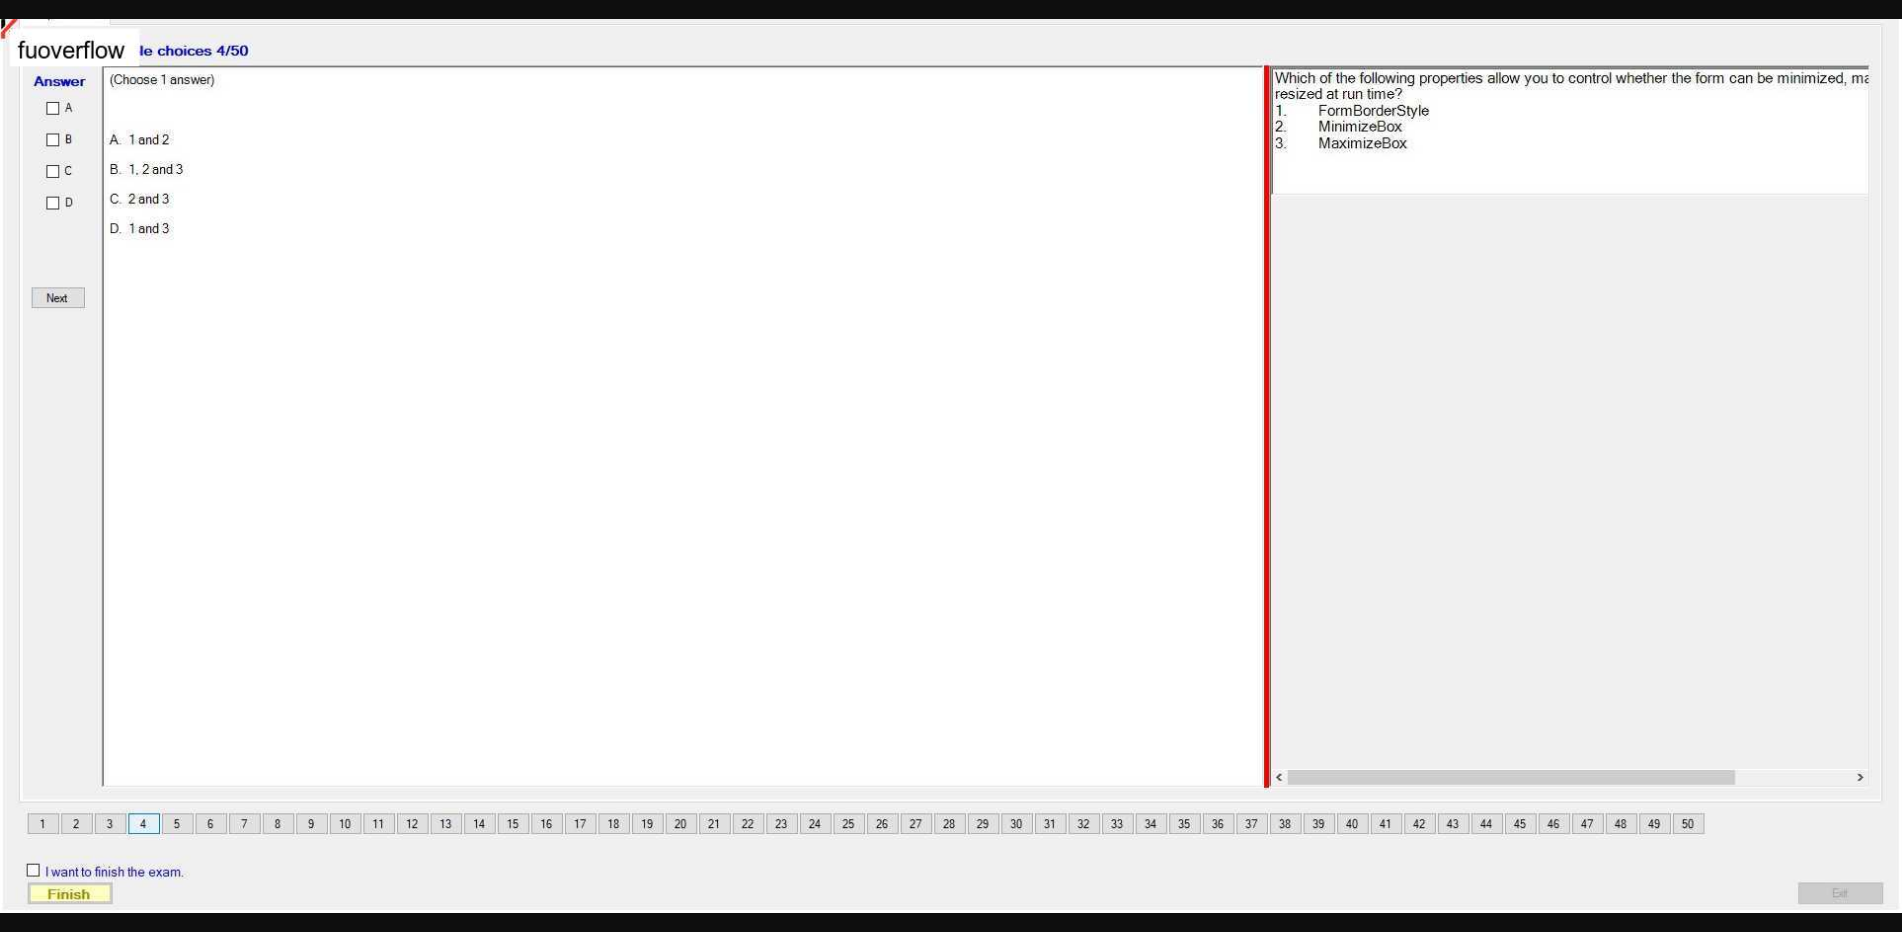 fuoverflow
le choices 4/50
Answer
A
B
C
D
Next
(Choose 1 answer)
A. 1 and 2
B. 1, 2 and 3
C. 2 and 3
D. 1 and 3
Which of the following properties allow you to control whether the form can be minimized, ma
resized at run time?
1. FormBorderStyle
2. MinimizeBox
3. MaximizeBox
1 2 3 4 5 6 7 8 9 10 11 12 13 14 15 16 17 18 19 20 21 22 23 24 25 26 27 28 29 30 31 32 33 34 35 36 37 38 39 40 41 42 43 44 45 46 47 48 49 50
I want to finish the exam.
Finish
Exit